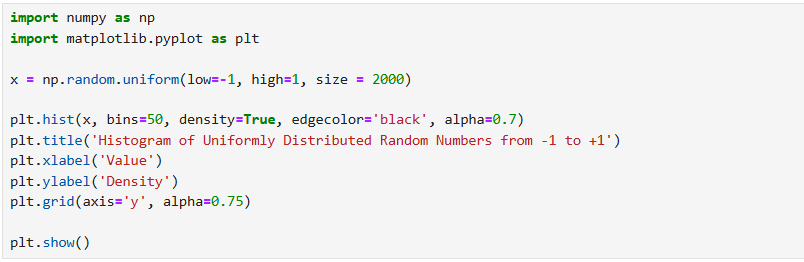 import numpy as np
import matplotlib.pyplot as plt
x = np.random.uniform(low=-1, high=1, size = 2000)
plt.hist(x, bins=50, density=True, edgecolor='black', alpha=0.7)
plt.title('Histogram of Uniformly Distributed Random Numbers from -1 to +1')
plt.xlabel('Value')
plt.ylabel('Density')
plt.grid(axis='y', alpha=0.75)
plt.show()